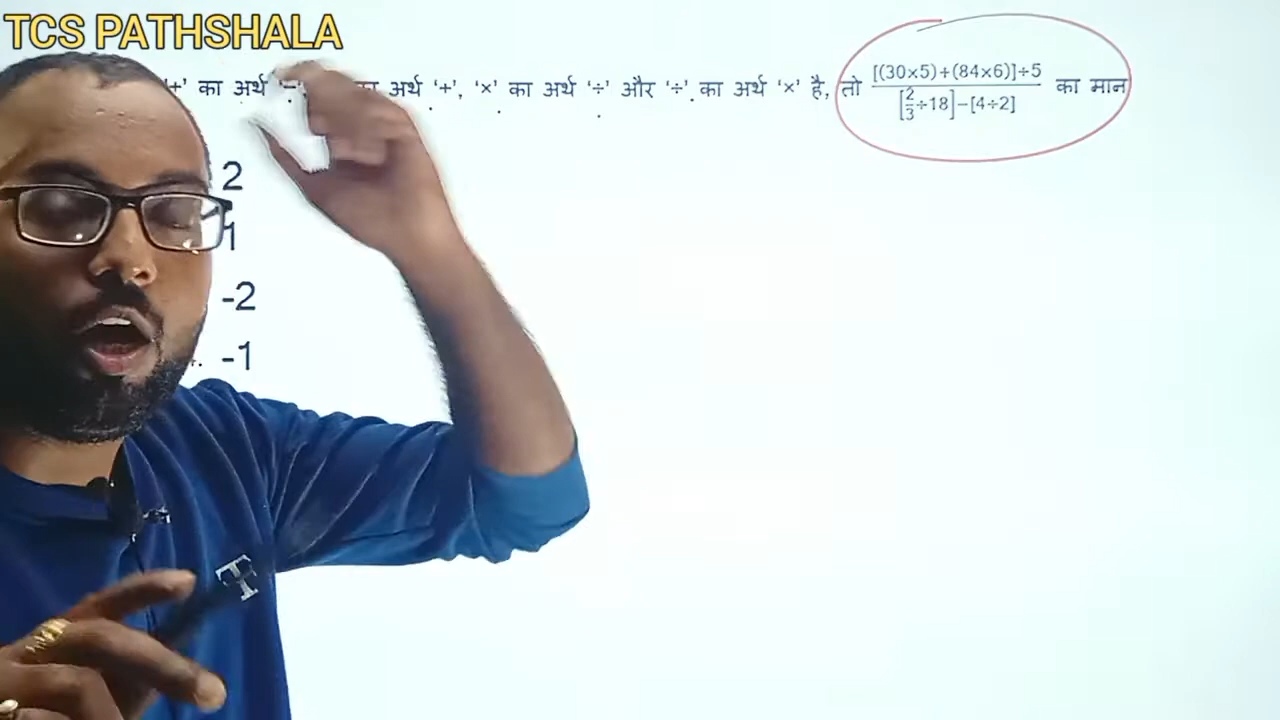 TCS PATHSHALA
'+' का अर्थ '−', का अर्थ '+', '×' का अर्थ '÷' और '÷' का अर्थ '×' है, तो [(30×5)+(84×6)]÷5 / [2/3÷18]−[4÷2] का मान
2
1
-2
-1
T